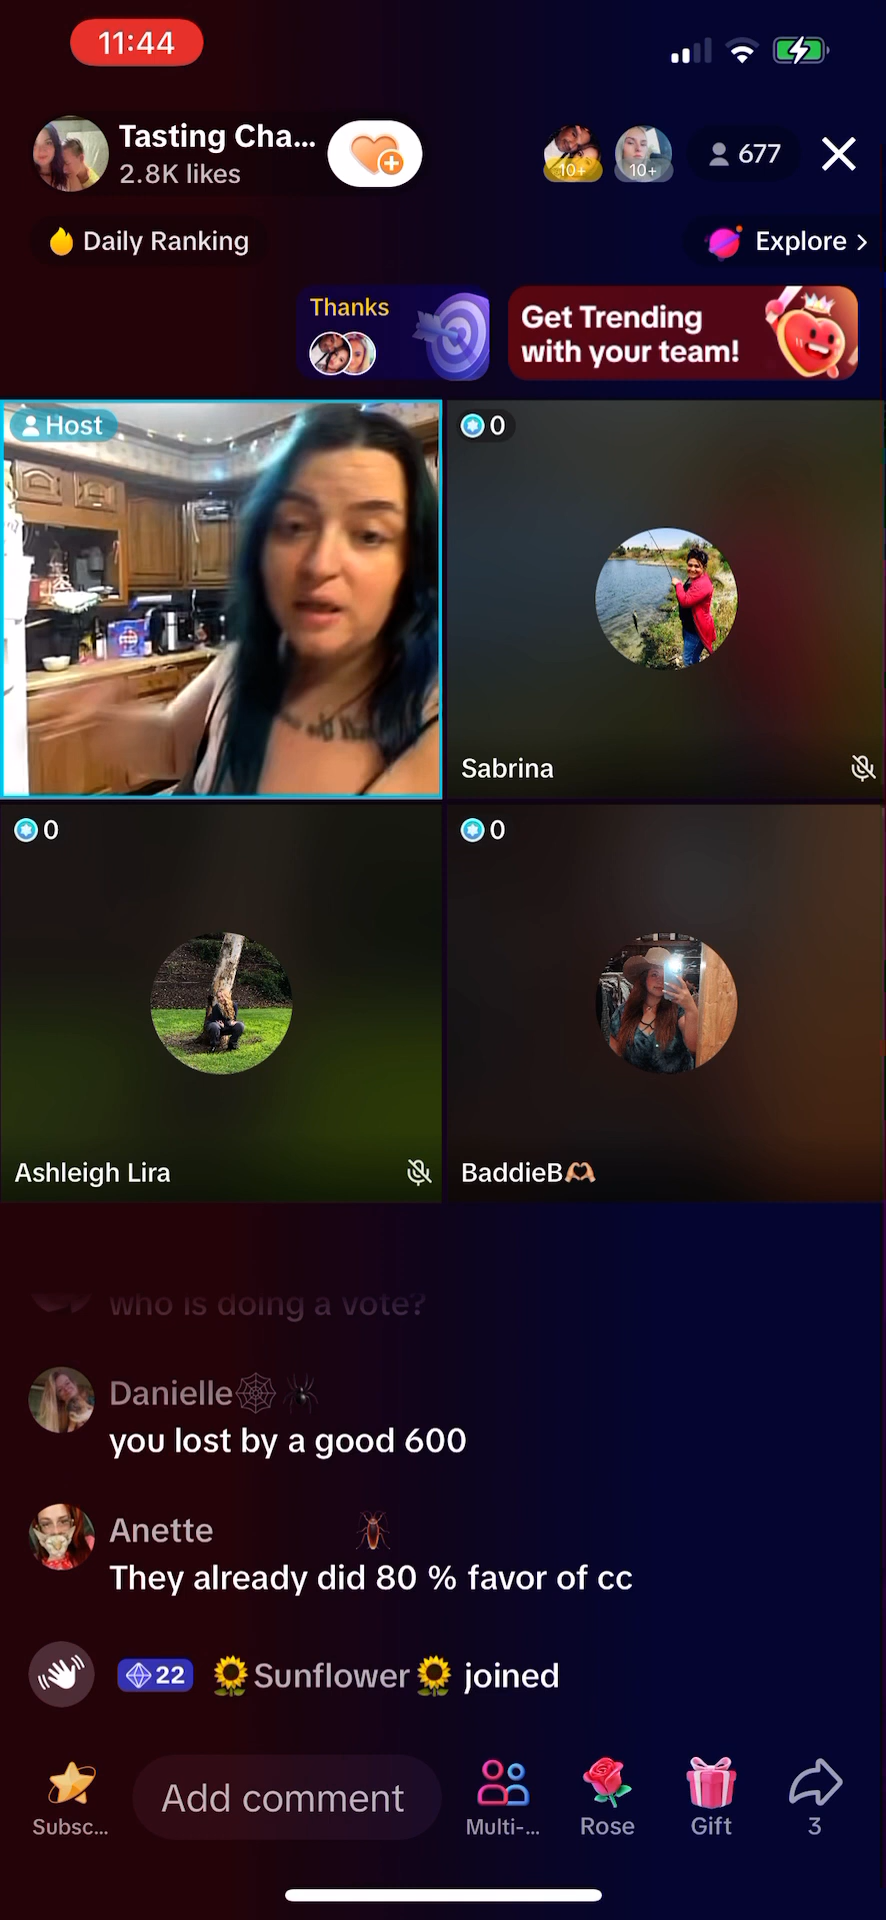 11:44
Tasting Cha...
2.8K likes
10+
10+
677
Daily Ranking
Explore >
Thanks
Get Trending
with your team!
Host
0
Sabrina
0
0
Ashleigh Lira
BaddieB🫶🏼
who is doing a vote?
Danielle🕸️🕷️
you lost by a good 600
Anette 🪳
They already did 80 % favor of cc
22 🌻Sunflower🌻 joined
Add comment
Subsc...
Multi-...
Rose
Gift
3